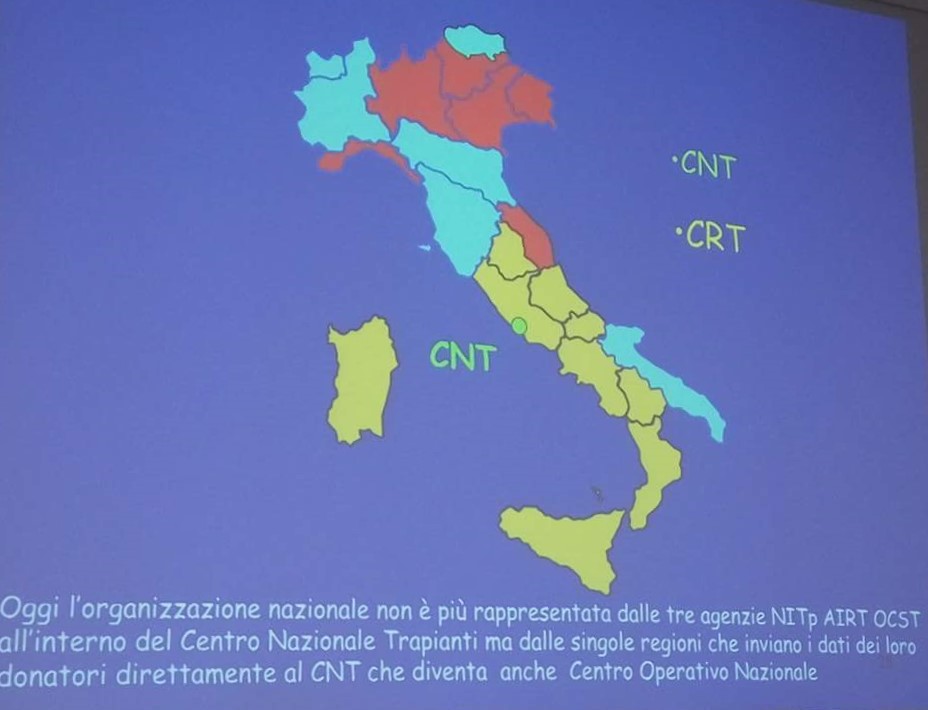 •CNT
•CRT
CNT
Oggi l'organizzazione nazionale non è più rappresentata dalle tre agenzie NITp AIRT OCST
all'interno del Centro Nazionale Trapianti ma dalle singole regioni che inviano i dati dei loro
donatori direttamente al CNT che diventa anche Centro Operativo Nazionale